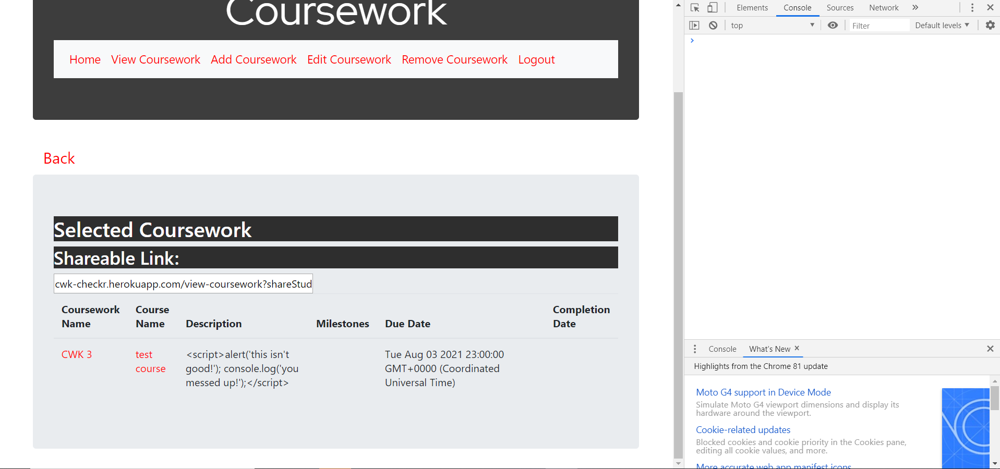 Coursework
Home View Coursework Add Coursework Edit Coursework Remove Coursework Logout
Back
Selected Coursework
Shareable Link:
cwk-checkr.herokuapp.com/view-coursework?shareStud
Coursework Name
Course Name
Description
Milestones
Due Date
Completion Date
CWK 3
test
course
<script>alert('this isn't
good!'); console.log('you
messed up!');</script>
Tue Aug 03 2021 23:00:00
GMT+0000 (Coordinated
Universal Time)
Elements Console Sources Network
top Filter Default levels
Console What's New
Highlights from the Chrome 81 update
Moto G4 support in Device Mode
Simulate Moto G4 viewport dimensions and display its
hardware around the viewport.
Cookie-related updates
Blocked cookies and cookie priority in the Cookies pane,
editing all cookie values, and more.
More accurate web app manifest icons